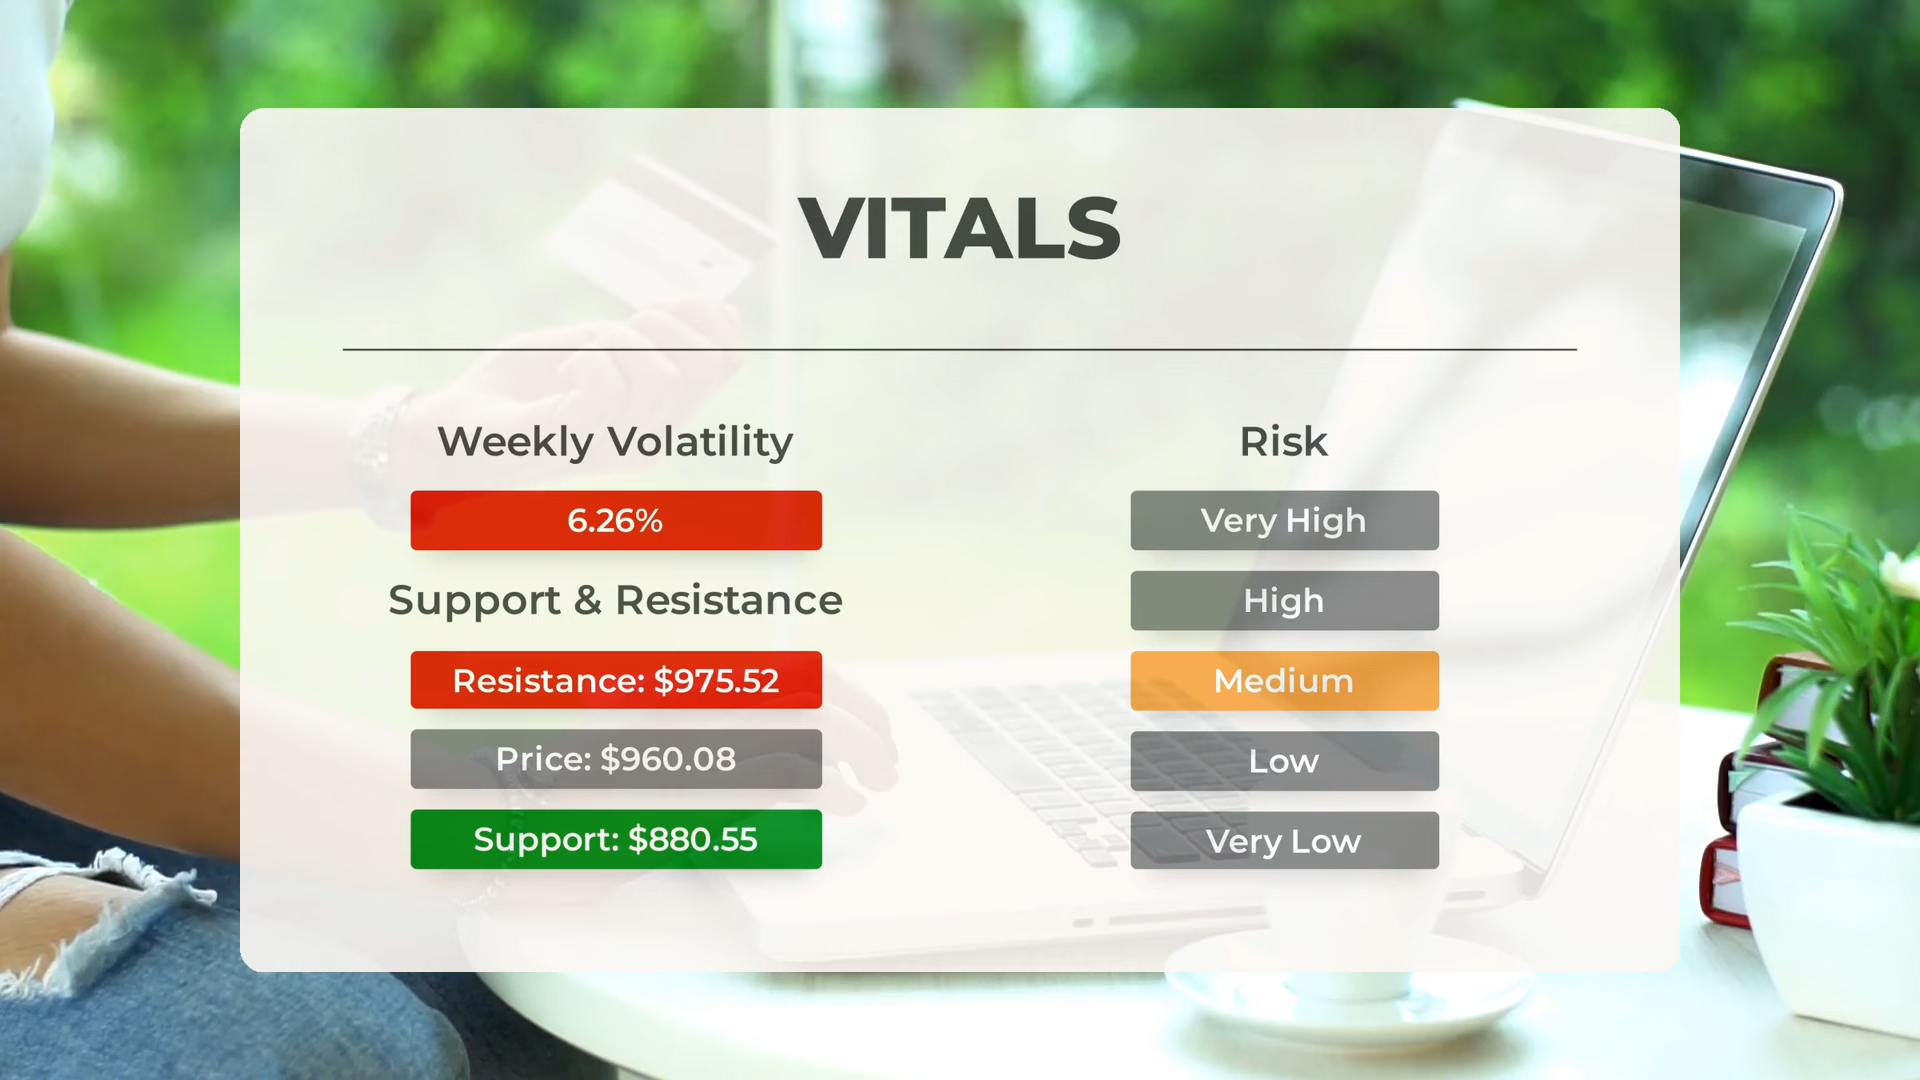 VITALS
Weekly Volatility
6.26%
Support & Resistance
Resistance: $975.52
Price: $960.08
Support: $880.55
Risk
Very High
High
Medium
Low
Very Low